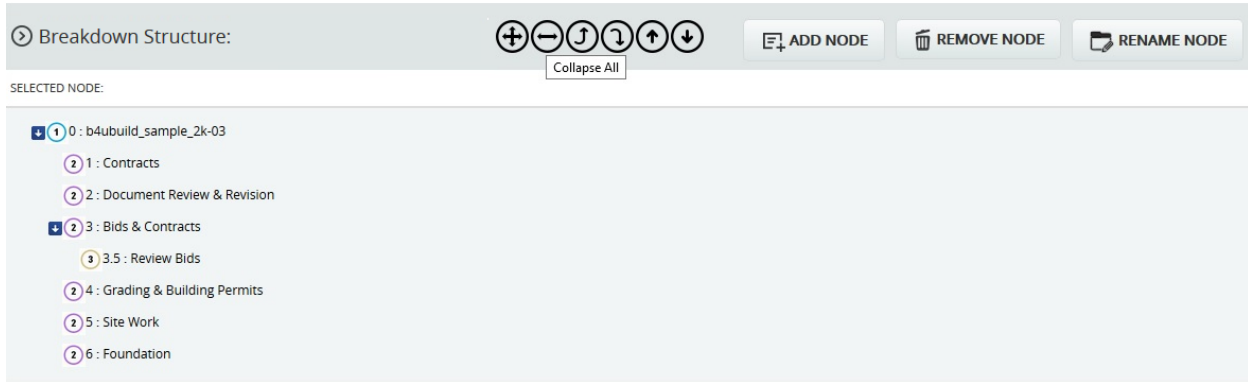 Breakdown Structure:
ADD NODE
REMOVE NODE
RENAME NODE
Collapse All
SELECTED NODE:
1 0 : b4ubuild_sample_2k-03
2 1 : Contracts
2 2 : Document Review & Revision
2 3 : Bids & Contracts
3 3.5 : Review Bids
2 4 : Grading & Building Permits
2 5 : Site Work
2 6 : Foundation